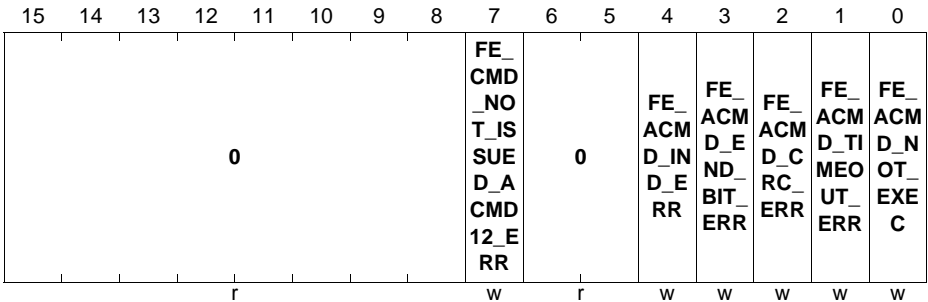 15 14 13 12 11 10 9 8 7 6 5 4 3 2 1 0
0
FE_
CMD
_NO
T_IS
SUE
D_A
CMD
12_E
RR
0
FE_
ACM
D_IN
D_E
RR
FE_
ACM
D_E
ND_
BIT_
ERR
FE_
ACM
D_C
RC_
ERR
FE_
ACM
D_TI
MEO
UT_
ERR
FE_
ACM
D_N
OT_
EXE
C
r w r w w w w w